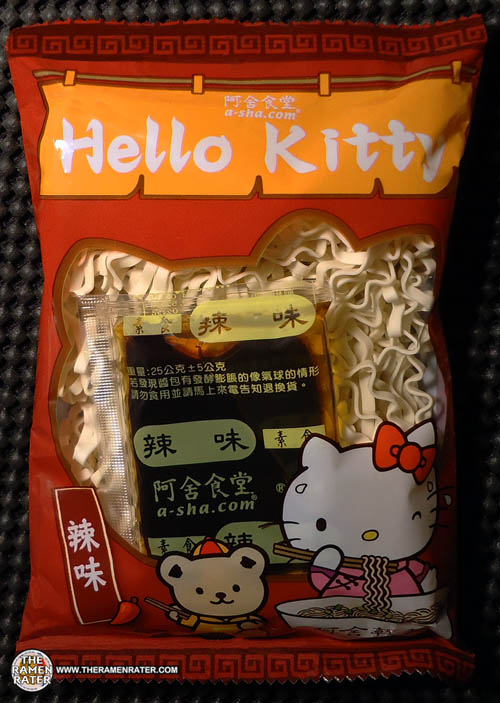 阿舍食堂
a-sha.com®
Hello Kitty
素食 辣味
重量:25公克±5公克
若發現醬包有發酵膨脹的像氣球的情形
請勿食用並請馬上來電告知退換貨。
辣味 素食
阿舍食堂 ®
a-sha.com®
素食 辣
辣味
阿舍
THE RAMEN RATER
WWW.THERAMENRATER.COM